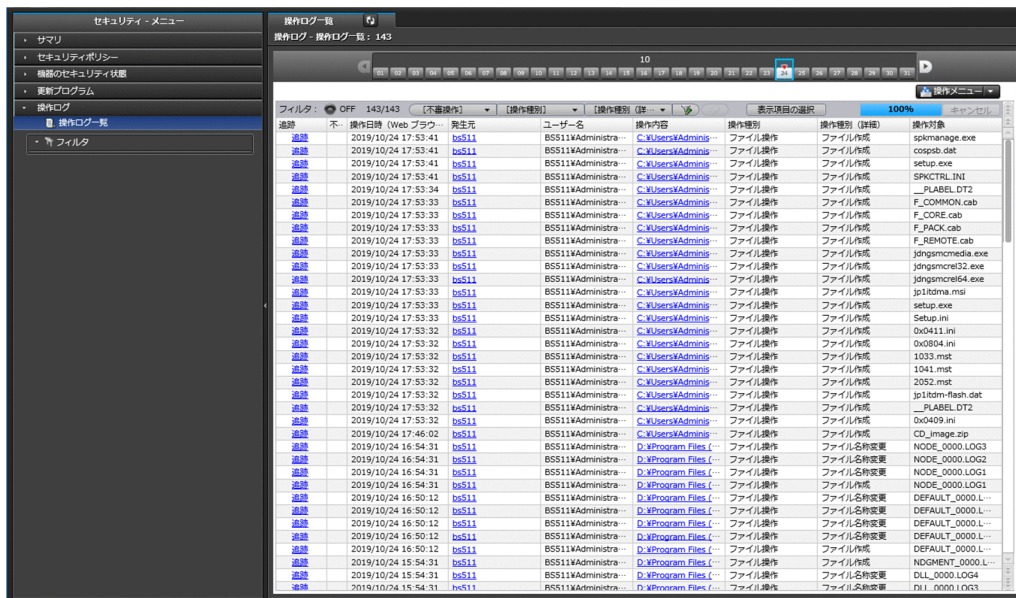 セキュリティ - メニュー
サマリ
セキュリティポリシー
機器のセキュリティ状態
更新プログラム
操作ログ
操作ログ一覧
フィルタ
操作ログ一覧
操作ログ - 操作ログ一覧： 143
10
01 02 03 04 05 06 07 08 09 10 11 12 13 14 15 16 17 18 19 20 21 22 23 24 25 26 27 28 29 30 31
操作メニュー
フィルタ： OFF 143/143 [不審操作] [操作種別] [操作種別（詳… 表示項目の選択 100% キャンセル
追跡 不… 操作日時（Web ブラウ… 発生元 ユーザー名 操作内容 操作種別 操作種別（詳細） 操作対象
追跡 2019/10/24 17:53:41 bs511 BS511¥Administra… C:¥Users¥Adminis… ファイル操作 ファイル作成 spkmanage.exe
追跡 2019/10/24 17:53:41 bs511 BS511¥Administra… C:¥Users¥Adminis… ファイル操作 ファイル作成 cospsb.dat
追跡 2019/10/24 17:53:41 bs511 BS511¥Administra… C:¥Users¥Adminis… ファイル操作 ファイル作成 setup.exe
追跡 2019/10/24 17:53:41 bs511 BS511¥Administra… C:¥Users¥Adminis… ファイル操作 ファイル作成 SPKCTRL.INI
追跡 2019/10/24 17:53:34 bs511 BS511¥Administra… C:¥Users¥Adminis… ファイル操作 ファイル作成 __PLABEL.DT2
追跡 2019/10/24 17:53:33 bs511 BS511¥Administra… C:¥Users¥Adminis… ファイル操作 ファイル作成 F_COMMON.cab
追跡 2019/10/24 17:53:33 bs511 BS511¥Administra… C:¥Users¥Adminis… ファイル操作 ファイル作成 F_CORE.cab
追跡 2019/10/24 17:53:33 bs511 BS511¥Administra… C:¥Users¥Adminis… ファイル操作 ファイル作成 F_PACK.cab
追跡 2019/10/24 17:53:33 bs511 BS511¥Administra… C:¥Users¥Adminis… ファイル操作 ファイル作成 F_REMOTE.cab
追跡 2019/10/24 17:53:33 bs511 BS511¥Administra… C:¥Users¥Adminis… ファイル操作 ファイル作成 jdngsmcmedia.exe
追跡 2019/10/24 17:53:33 bs511 BS511¥Administra… C:¥Users¥Adminis… ファイル操作 ファイル作成 jdngsmcrel32.exe
追跡 2019/10/24 17:53:33 bs511 BS511¥Administra… C:¥Users¥Adminis… ファイル操作 ファイル作成 jdngsmcrel64.exe
追跡 2019/10/24 17:53:33 bs511 BS511¥Administra… C:¥Users¥Adminis… ファイル操作 ファイル作成 jp1itdma.msi
追跡 2019/10/24 17:53:33 bs511 BS511¥Administra… C:¥Users¥Adminis… ファイル操作 ファイル作成 setup.exe
追跡 2019/10/24 17:53:33 bs511 BS511¥Administra… C:¥Users¥Adminis… ファイル操作 ファイル作成 Setup.ini
追跡 2019/10/24 17:53:32 bs511 BS511¥Administra… C:¥Users¥Adminis… ファイル操作 ファイル作成 0x0411.ini
追跡 2019/10/24 17:53:32 bs511 BS511¥Administra… C:¥Users¥Adminis… ファイル操作 ファイル作成 0x0804.ini
追跡 2019/10/24 17:53:32 bs511 BS511¥Administra… C:¥Users¥Adminis… ファイル操作 ファイル作成 1033.mst
追跡 2019/10/24 17:53:32 bs511 BS511¥Administra… C:¥Users¥Adminis… ファイル操作 ファイル作成 1041.mst
追跡 2019/10/24 17:53:32 bs511 BS511¥Administra… C:¥Users¥Adminis… ファイル操作 ファイル作成 2052.mst
追跡 2019/10/24 17:53:32 bs511 BS511¥Administra… C:¥Users¥Adminis… ファイル操作 ファイル作成 jp1itdm-flash.dat
追跡 2019/10/24 17:53:32 bs511 BS511¥Administra… C:¥Users¥Adminis… ファイル操作 ファイル作成 __PLABEL.DT2
追跡 2019/10/24 17:53:32 bs511 BS511¥Administra… C:¥Users¥Adminis… ファイル操作 ファイル作成 0x0409.ini
追跡 2019/10/24 17:46:02 bs511 BS511¥Administra… C:¥Users¥Adminis… ファイル操作 ファイル作成 CD_image.zip
追跡 2019/10/24 16:54:31 bs511 BS511¥Administra… D:¥Program Files (… ファイル操作 ファイル名称変更 NODE_0000.LOG3
追跡 2019/10/24 16:54:31 bs511 BS511¥Administra… D:¥Program Files (… ファイル操作 ファイル名称変更 NODE_0000.LOG2
追跡 2019/10/24 16:54:31 bs511 BS511¥Administra… D:¥Program Files (… ファイル操作 ファイル名称変更 NODE_0000.LOG1
追跡 2019/10/24 16:54:31 bs511 BS511¥Administra… D:¥Program Files (… ファイル操作 ファイル作成 NODE_0000.LOG1
追跡 2019/10/24 16:50:12 bs511 BS511¥Administra… D:¥Program Files (… ファイル操作 ファイル名称変更 DEFAULT_0000.L…
追跡 2019/10/24 16:50:12 bs511 BS511¥Administra… D:¥Program Files (… ファイル操作 ファイル名称変更 DEFAULT_0000.L…
追跡 2019/10/24 16:50:12 bs511 BS511¥Administra… D:¥Program Files (… ファイル操作 ファイル名称変更 DEFAULT_0000.L…
追跡 2019/10/24 16:50:12 bs511 BS511¥Administra… D:¥Program Files (… ファイル操作 ファイル作成 DEFAULT_0000.L…
追跡 2019/10/24 15:54:31 bs511 BS511¥Administra… D:¥Program Files (… ファイル操作 ファイル作成 NDGMENT_0000.L…
追跡 2019/10/24 15:54:31 bs511 BS511¥Administra… D:¥Program Files (… ファイル操作 ファイル名称変更 DLL_0000.LOG4
追跡 2019/10/24 15:54:31 bs511 BS511¥Administra… D:¥Program Files (… ファイル操作 ファイル名称変更 DLL_0000.LOG3